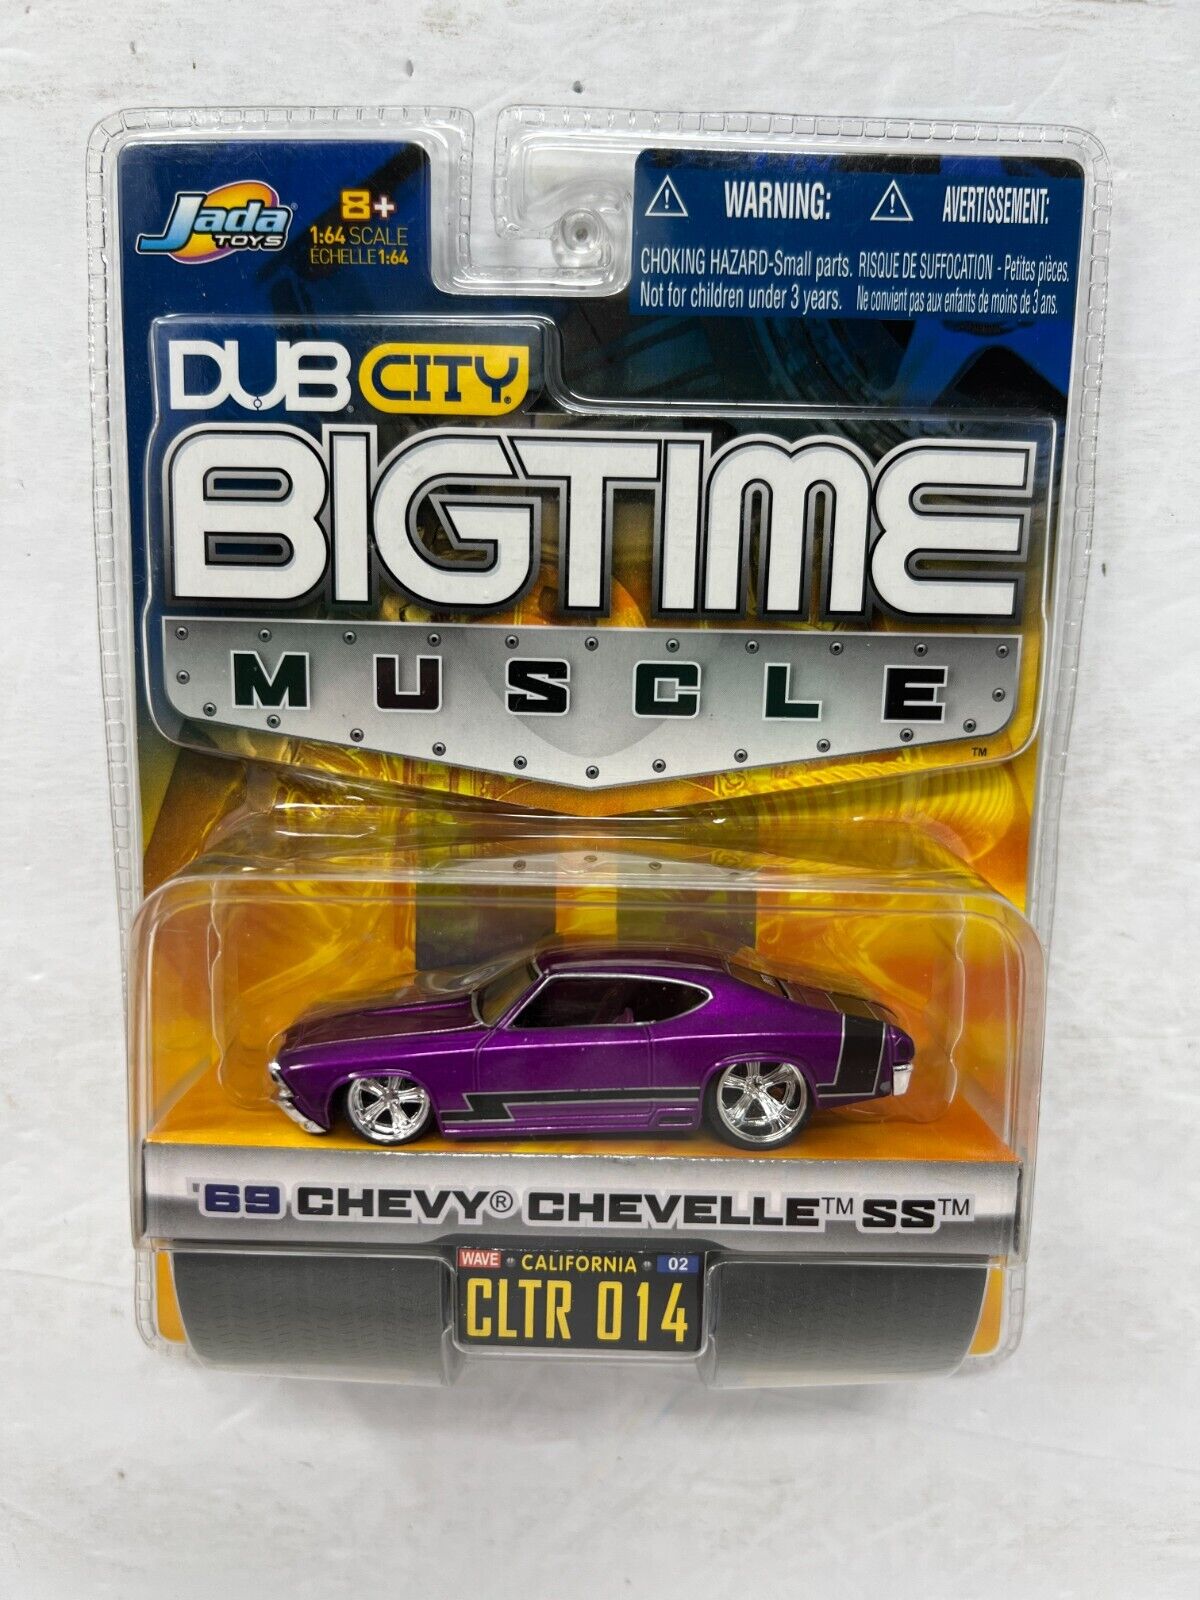 Jada
TOYS
8+
1:64 SCALE
ÉCHELLE 1:64
WARNING:
CHOKING HAZARD-Small parts.
Not for children under 3 years.
AVERTISSEMENT:
RISQUE DE SUFFOCATION - Petites pièces.
Ne convient pas aux enfants de moins de 3 ans.
DUB CITY®
BIGTIME
MUSCLE
™
'69 CHEVY® CHEVELLE™ SS™
WAVE CALIFORNIA 02
CLTR 014